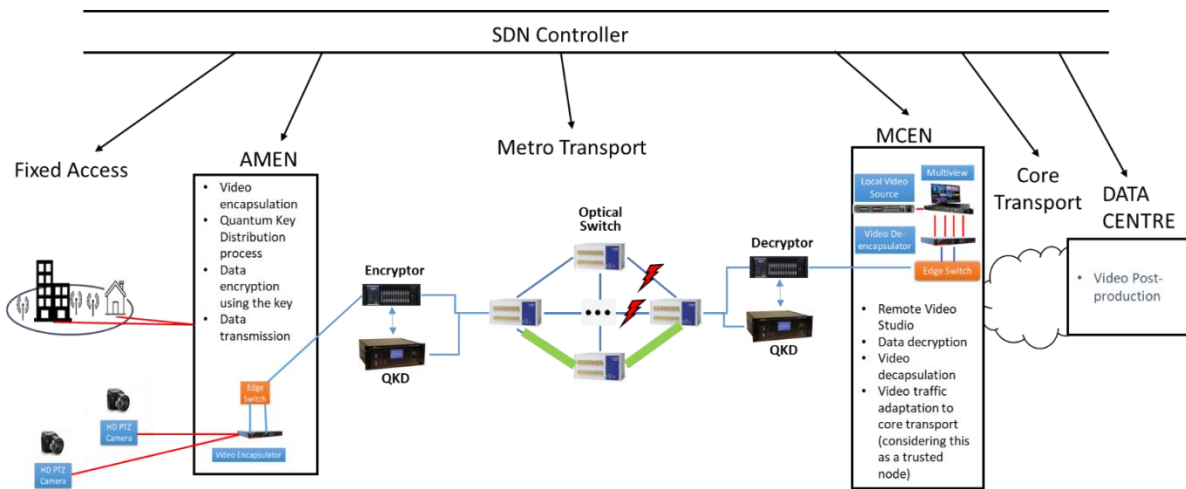 SDN Controller
Fixed Access
AMEN
Metro Transport
MCEN
Core
Transport
DATA
CENTRE
• Video
encapsulation
• Quantum Key
Distribution
process
• Data
encryption
using the key
• Data
transmission
Edge
Switch
Video Encapsulator
HD PTZ
Camera
HD PTZ
Camera
Encryptor
QKD
Optical
Switch
Decryptor
QKD
Local Video
Source
Multiview
Video De-
encapsulator
Edge Switch
• Remote Video
Studio
• Data decryption
• Video
decapsulation
• Video traffic
adaptation to
core transport
(considering this
as a trusted
node)
• Video Post-
production